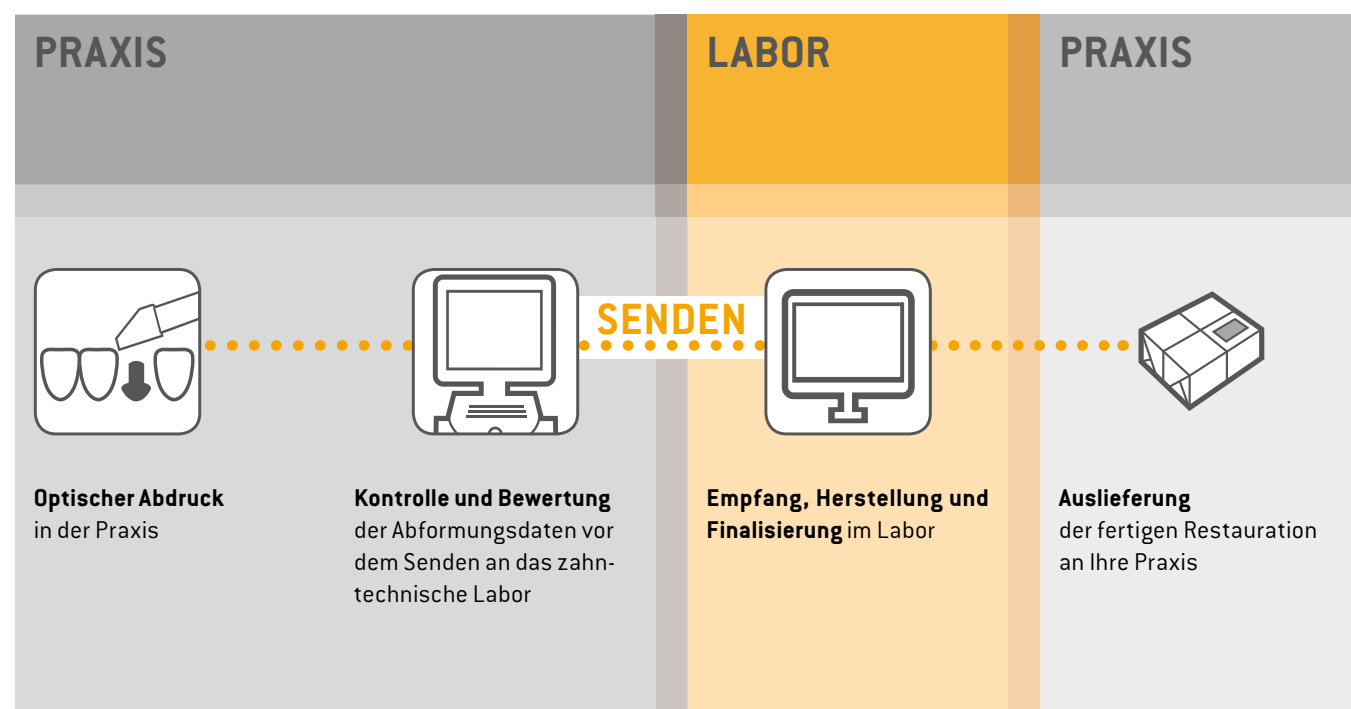 PRAXIS
LABOR
PRAXIS
SENDEN
Optischer Abdruck
in der Praxis
Kontrolle und Bewertung
der Abformungsdaten vor
dem Senden an das zahn-
technische Labor
Empfang, Herstellung und
Finalisierung im Labor
Auslieferung
der fertigen Restauration
an Ihre Praxis